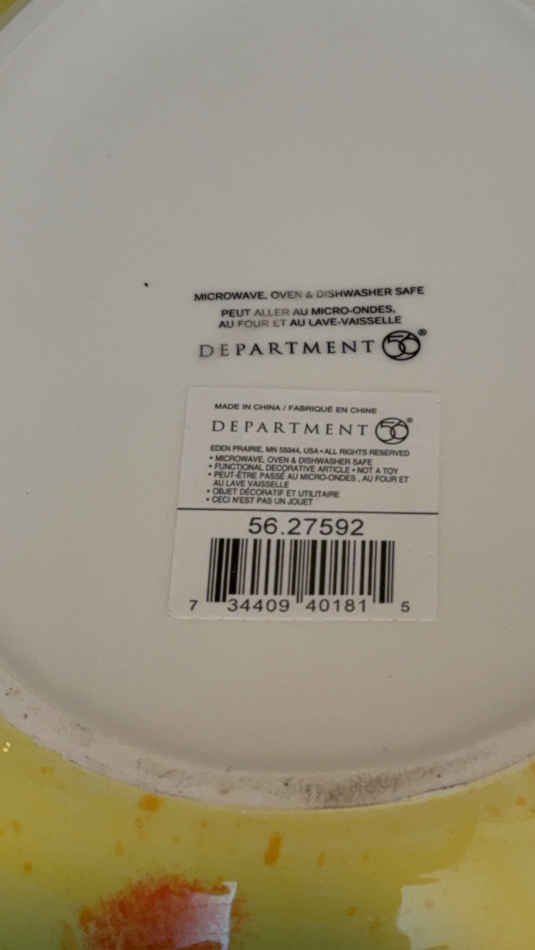 MICROWAVE, OVEN & DISHWASHER SAFE
PEUT ALLER AU MICRO-ONDES,
AU FOUR ET AU LAVE-VAISSELLE
DEPARTMENT 56®
MADE IN CHINA / FABRIQUÉ EN CHINE
DEPARTMENT 56®
EDEN PRAIRIE, MN 55344, USA • ALL RIGHTS RESERVED
• MICROWAVE, OVEN & DISHWASHER SAFE
• FUNCTIONAL DECORATIVE ARTICLE • NOT A TOY
• PEUT-ÊTRE PASSÉ AU MICRO-ONDES , AU FOUR ET
AU LAVE VAISSELLE
• OBJET DÉCORATIF ET UTILITAIRE
• CECI N'EST PAS UN JOUET
56.27592
7 34409 40181 5